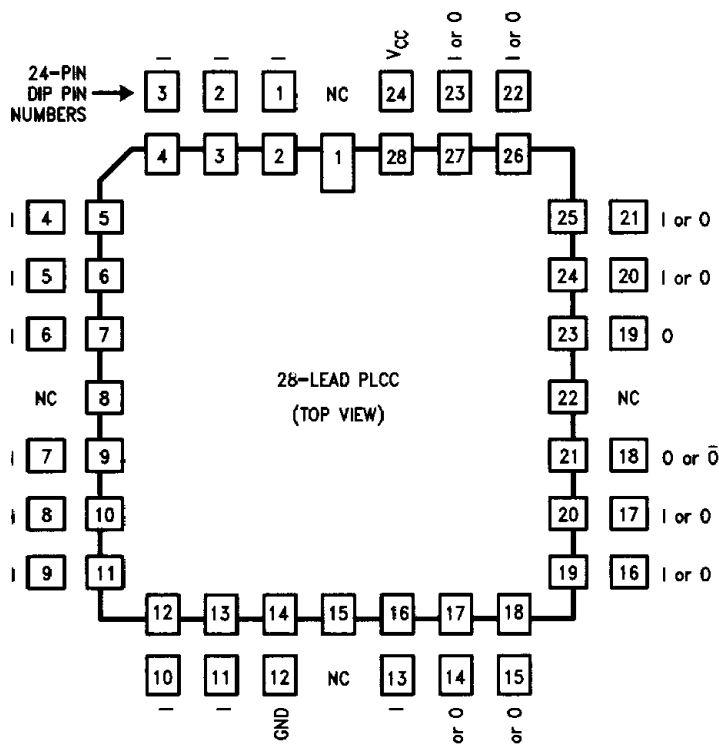 VCC I or O I or O
I I I
24-PIN
DIP PIN
NUMBERS
3 2 1 NC 24 23 22
4 3 2 1 28 27 26
I 4 5 25 21 I or O
I 5 6 24 20 I or O
I 6 7 23 19 O
NC 8 22 NC
28-LEAD PLCC
(TOP VIEW)
I 7 9 21 18 O or O̅
I 8 10 20 17 I or O
I 9 11 19 16 I or O
12 13 14 15 16 17 18
10 11 12 NC 13 14 15
I I GND I or O or O